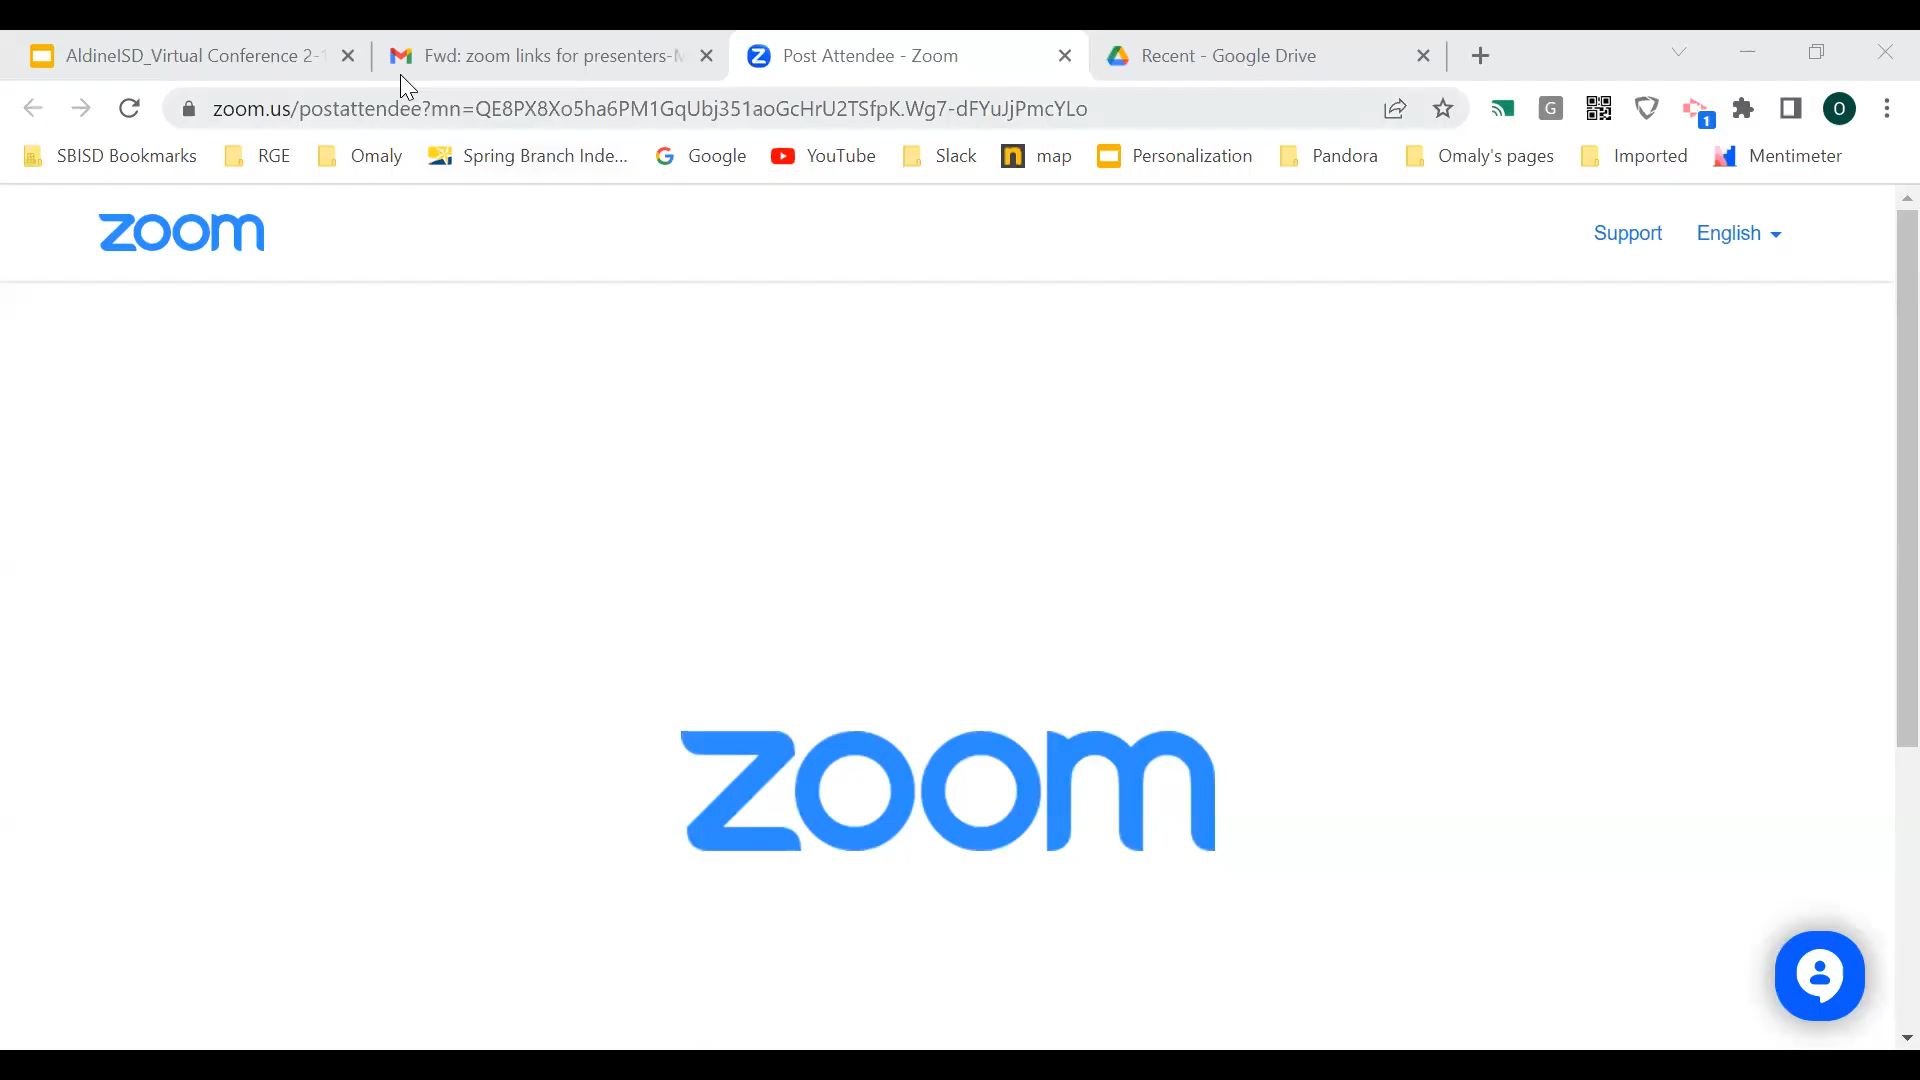 AldineISD_Virtual Conference 2-1
Fwd: zoom links for presenters-M
Post Attendee - Zoom
Recent - Google Drive
zoom.us/postattendee?mn=QE8PX8Xo5ha6PM1GqUbj351aoGcHrU2TSfpK.Wg7-dFYuJjPmcYLo
G
1
O
SBISD Bookmarks
RGE
Omaly
Spring Branch Inde...
Google
YouTube
Slack
map
Personalization
Pandora
Omaly's pages
Imported
Mentimeter
zoom
Support
English
zoom